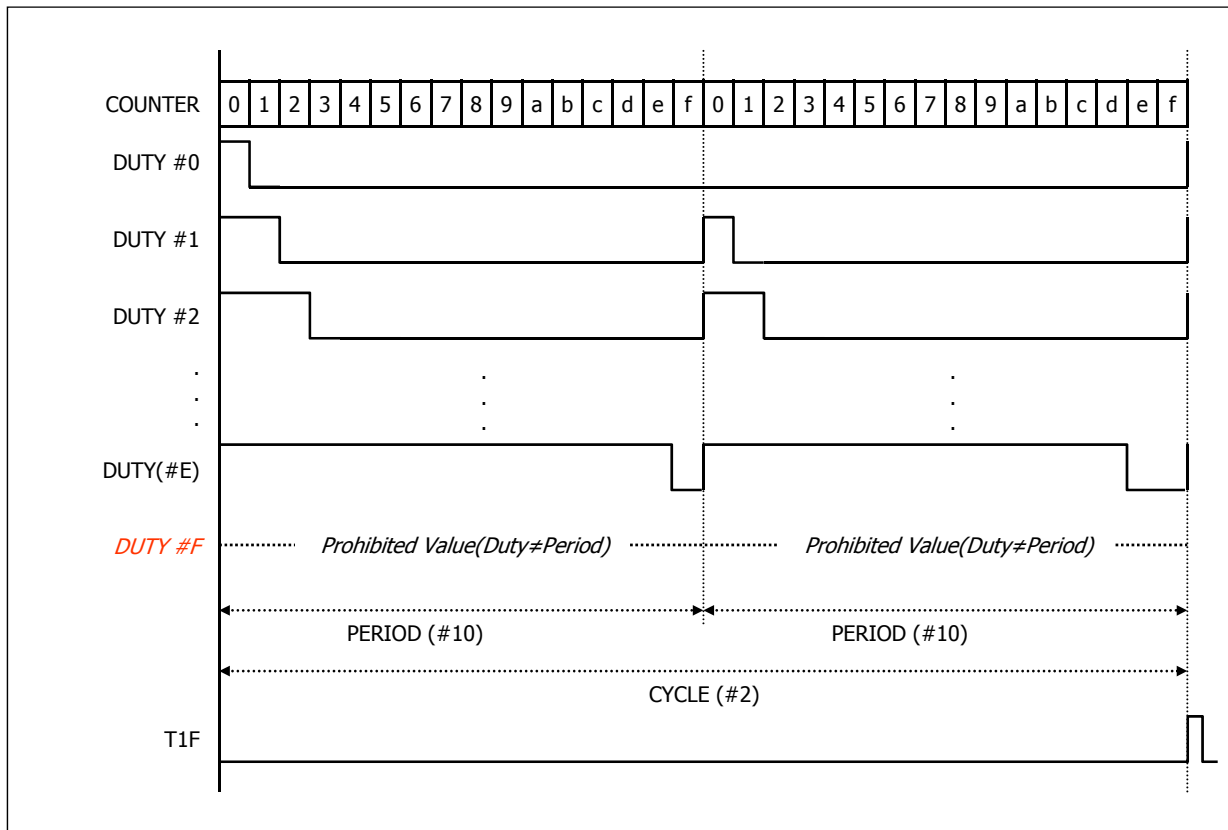 COUNTER 0 1 2 3 4 5 6 7 8 9 a b c d e f 0 1 2 3 4 5 6 7 8 9 a b c d e f
DUTY #0
DUTY #1
DUTY #2
. . .
. . .
. . .
DUTY(#E)
DUTY #F Prohibited Value(Duty≠Period) Prohibited Value(Duty≠Period)
PERIOD (#10) PERIOD (#10)
CYCLE (#2)
T1F